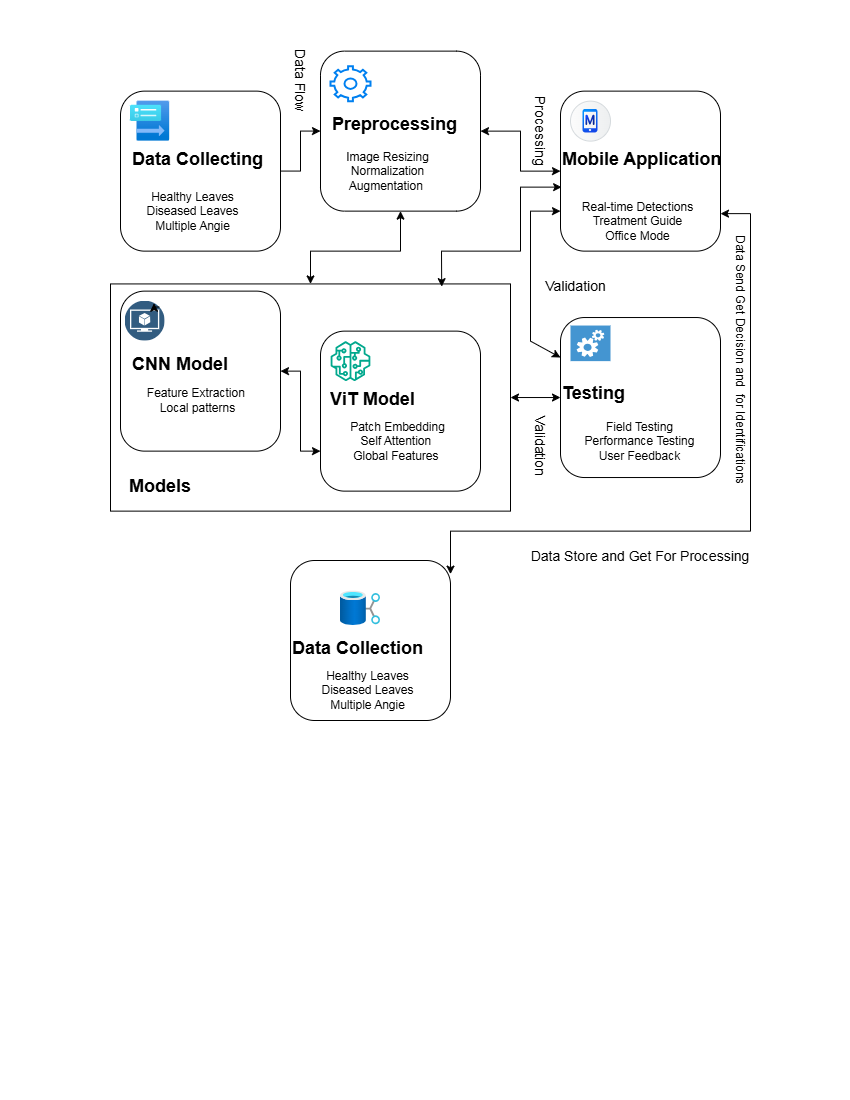 Data Collecting
Healthy Leaves
Diseased Leaves
Multiple Angie
Data Flow
Preprocessing
Image Resizing
Normalization
Augmentation
Processing
M
Mobile Application
Real-time Detections
Treatment Guide
Office Mode
Data Send Get Decision and for Identifications
Validation
CNN Model
Feature Extraction
Local patterns
ViT Model
Patch Embedding
Self Attention
Global Features
Models
Validation
Testing
Field Testing
Performance Testing
User Feedback
Data Store and Get For Processing
Data Collection
Healthy Leaves
Diseased Leaves
Multiple Angie